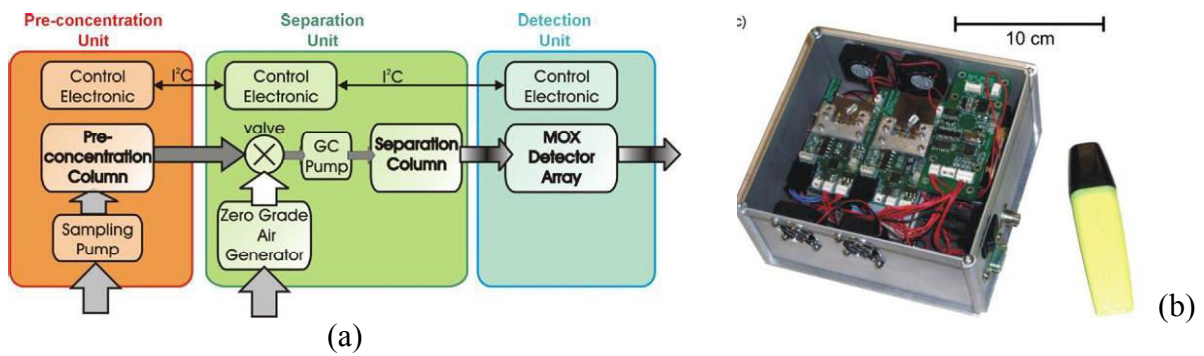 Pre-concentration
Unit
Separation
Unit
Detection
Unit
Control
Electronic
I²C
Control
Electronic
I²C
Control
Electronic
Pre-
concentration
Column
valve
GC
Pump
Separation
Column
MOX
Detector
Array
Sampling
Pump
Zero Grade
Air
Generator
(a)
c)
10 cm
(b)